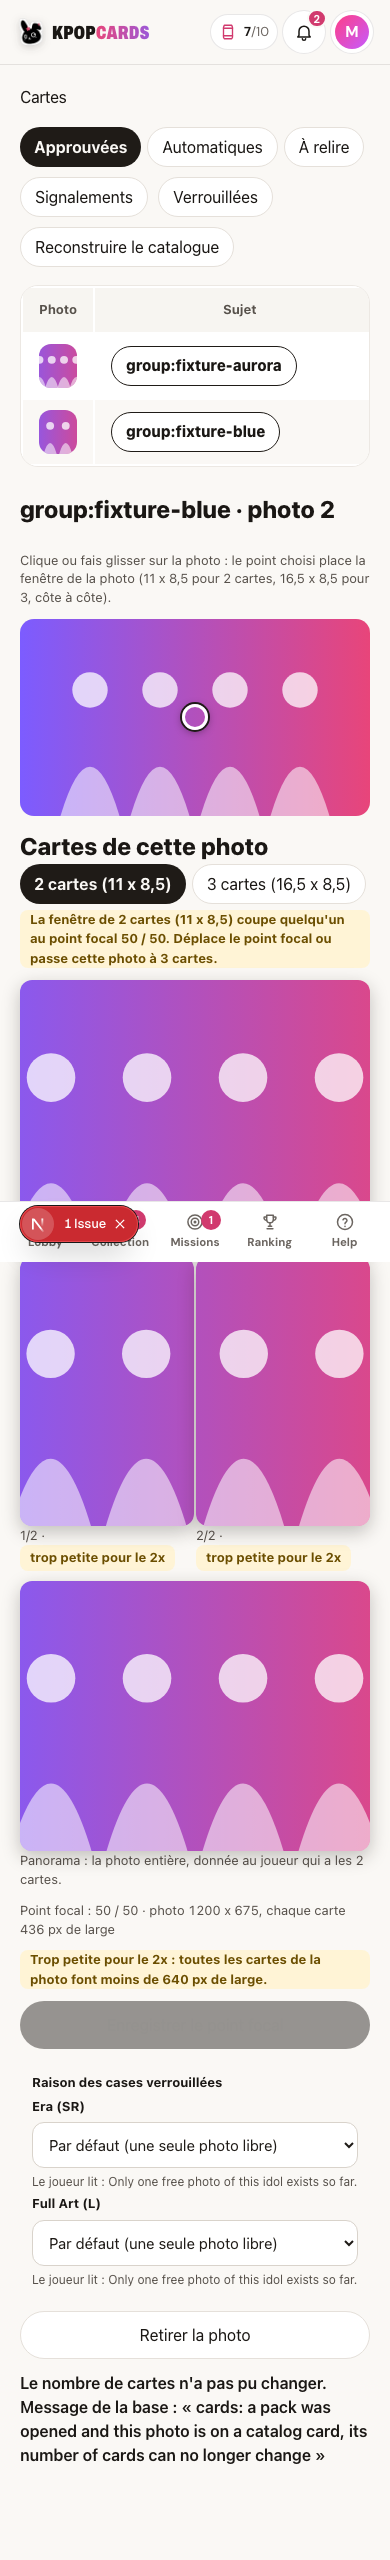 KPOPCARDS
7/10
2
M
Cartes
Approuvées
Automatiques
À relire
Signalements
Verrouillées
Reconstruire le catalogue
Photo
Sujet
group:fixture-aurora
group:fixture-blue
group:fixture-blue · photo 2
Clique ou fais glisser sur la photo : le point choisi place la
fenêtre de la photo (11 x 8,5 pour 2 cartes, 16,5 x 8,5 pour
3, côte à côte).
Cartes de cette photo
2 cartes (11 x 8,5)
3 cartes (16,5 x 8,5)
La fenêtre de 2 cartes (11 x 8,5) coupe quelqu'un
au point focal 50 / 50. Déplace le point focal ou
passe cette photo à 3 cartes.
N
1 Issue
1
Missions
Ranking
Help
1/2 ·
2/2 ·
trop petite pour le 2x
trop petite pour le 2x
Panorama : la photo entière, donnée au joueur qui a les 2
cartes.
Point focal : 50 / 50 · photo 1200 x 675, chaque carte
436 px de large
Trop petite pour le 2x : toutes les cartes de la
photo font moins de 640 px de large.
Raison des cases verrouillées
Era (SR)
Par défaut (une seule photo libre)
Le joueur lit : Only one free photo of this idol exists so far.
Full Art (L)
Par défaut (une seule photo libre)
Le joueur lit : Only one free photo of this idol exists so far.
Retirer la photo
Le nombre de cartes n'a pas pu changer.
Message de la base : « cards: a pack was
opened and this photo is on a catalog card, its
number of cards can no longer change »